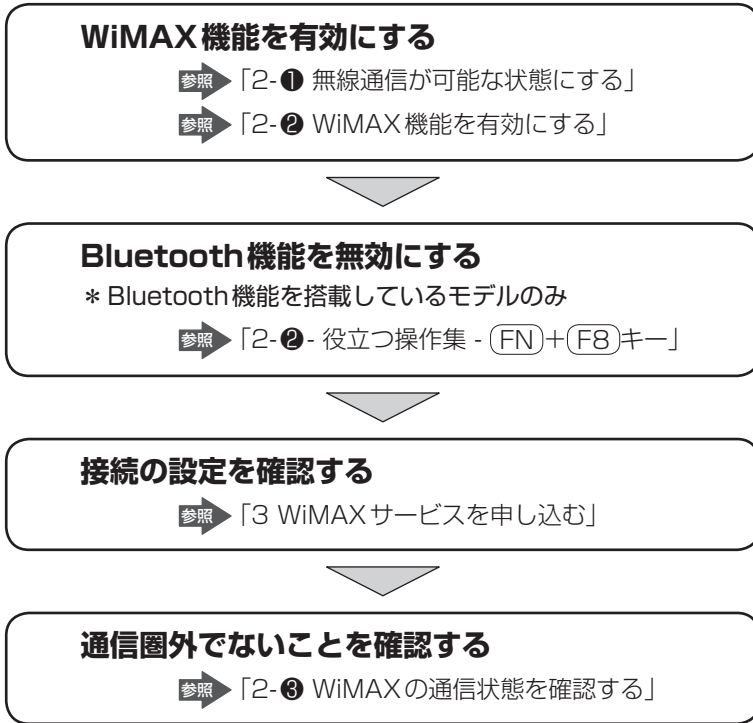 WiMAX機能を有効にする
参照 「2-❶ 無線通信が可能な状態にする」
参照 「2-❷ WiMAX機能を有効にする」
Bluetooth機能を無効にする
＊Bluetooth機能を搭載しているモデルのみ
参照 「2-❷- 役立つ操作集 - FN+F8キー」
接続の設定を確認する
参照 「3 WiMAXサービスを申し込む」
通信圏外でないことを確認する
参照 「2-❸ WiMAXの通信状態を確認する」